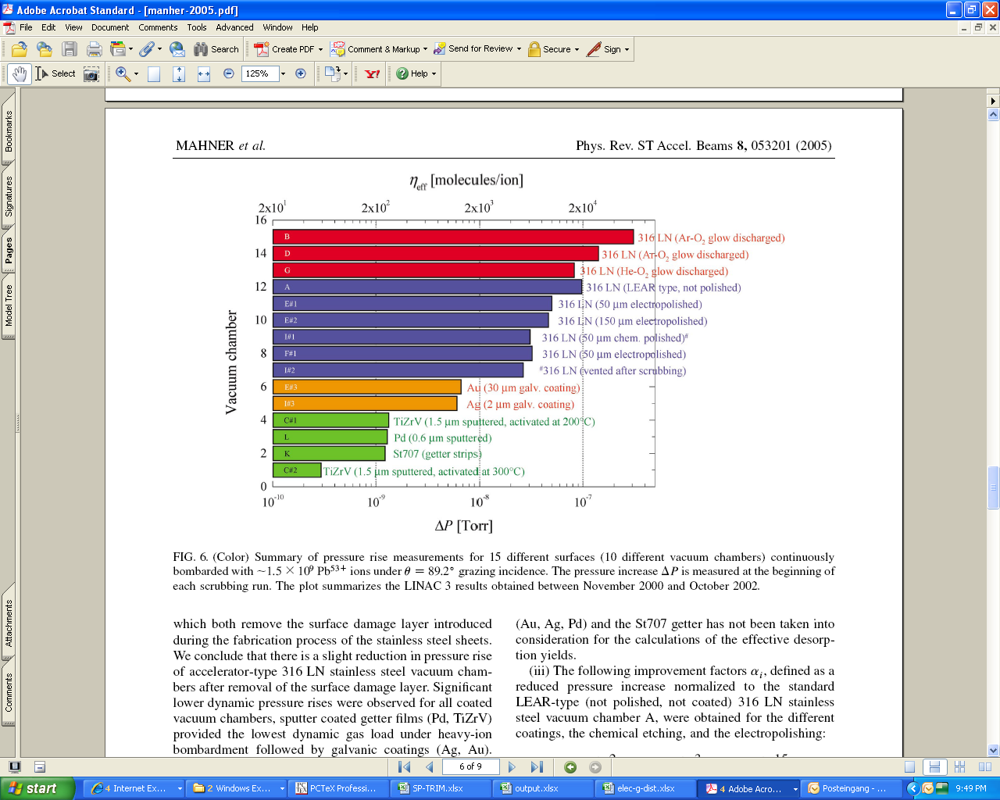 Adobe Acrobat Standard - [manher-2005.pdf]
File Edit View Document Comments Tools Advanced Window Help
Search Create PDF Comment & Markup Send for Review Secure Sign
Select 125% Y! Help
Bookmarks
Signatures
Pages
Model Tree
Attachments
Comments
MAHNER et al. Phys. Rev. ST Accel. Beams 8, 053201 (2005)
η_eff [molecules/ion]
2x10^1 2x10^2 2x10^3 2x10^4
Vacuum chamber
16
14
12
10
8
6
4
2
0
B 316 LN (Ar-O₂ glow discharged)
D 316 LN (Ar-O₂ glow discharged)
G 316 LN (He-O₂ glow discharged)
A 316 LN (LEAR type, not polished)
E#1 316 LN (50 μm electropolished)
E#2 316 LN (150 μm electropolished)
I#1 316 LN (50 μm chem. polished)#
F#1 316 LN (50 μm electropolished)
I#2 #316 LN (vented after scrubbing)
E#3 Au (30 μm galv. coating)
I#3 Ag (2 μm galv. coating)
C#1 TiZrV (1.5 μm sputtered, activated at 200°C)
L Pd (0.6 μm sputtered)
K St707 (getter strips)
C#2 TiZrV (1.5 μm sputtered, activated at 300°C)
10^-10 10^-9 10^-8 10^-7
ΔP [Torr]
FIG. 6. (Color) Summary of pressure rise measurements for 15 different surfaces (10 different vacuum chambers) continuously
bombarded with ~1.5 × 10^9 Pb^53+ ions under θ = 89.2° grazing incidence. The pressure increase ΔP is measured at the beginning of
each scrubbing run. The plot summarizes the LINAC 3 results obtained between November 2000 and October 2002.
which both remove the surface damage layer introduced
during the fabrication process of the stainless steel sheets.
We conclude that there is a slight reduction in pressure rise
of accelerator-type 316 LN stainless steel vacuum cham-
bers after removal of the surface damage layer. Significant
lower dynamic pressure rises were observed for all coated
vacuum chambers, sputter coated getter films (Pd, TiZrV)
provided the lowest dynamic gas load under heavy-ion
bombardment followed by galvanic coatings (Ag, Au).
(Au, Ag, Pd) and the St707 getter has not been taken into
consideration for the calculations of the effective desorp-
tion yields.
(iii) The following improvement factors α_i, defined as a
reduced pressure increase normalized to the standard
LEAR-type (not polished, not coated) 316 LN stainless
steel vacuum chamber A, were obtained for the different
coatings, the chemical etching, and the electropolishing:
6 of 9
start 4 Internet Ex... 2 Windows Ex... PCTeX Professi... SP-TRIM.xlsx output.xlsx elec-g-dist.xlsx 4 Adobe Acro... Posteingang - ... 9:49 PM